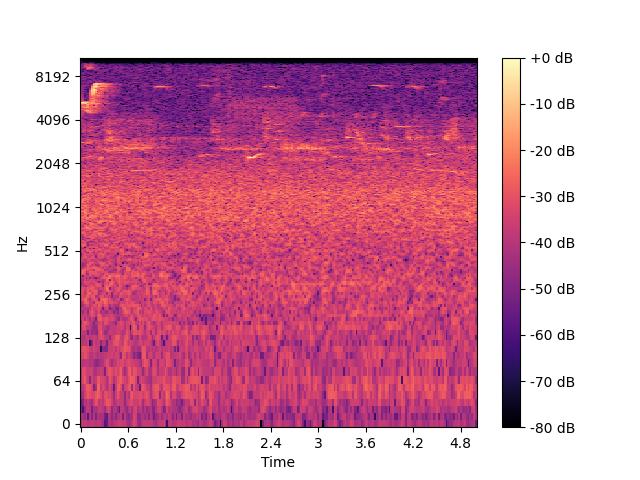 8192
4096
2048
1024
512
256
128
64
0
Hz
0 0.6 1.2 1.8 2.4 3 3.6 4.2 4.8
Time
+0 dB
-10 dB
-20 dB
-30 dB
-40 dB
-50 dB
-60 dB
-70 dB
-80 dB